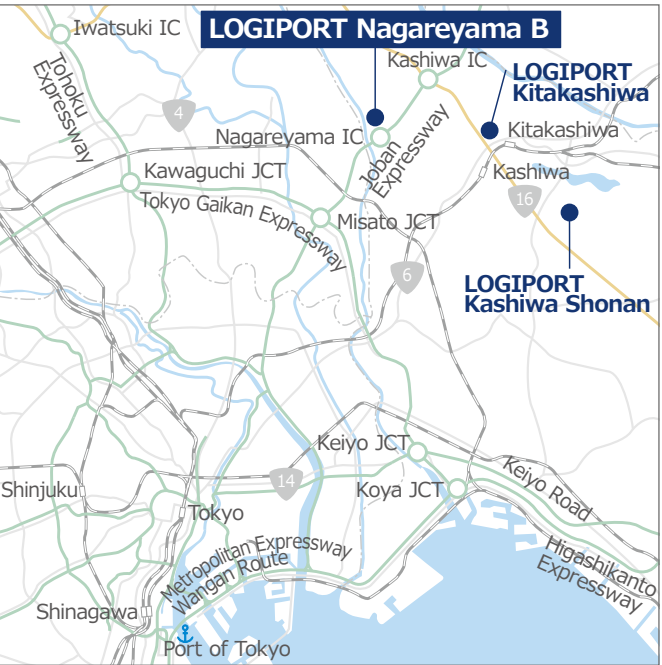 Iwatsuki IC
LOGIPORT Nagareyama B
Kashiwa IC
LOGIPORT
Kitakashiwa
Tohoku
Expressway
4
Nagareyama IC
Joban
Expressway
Kitakashiwa
Kawaguchi JCT
Kashiwa
Tokyo Gaikan Expressway
16
Misato JCT
6
LOGIPORT
Kashiwa Shonan
Keiyo JCT
Keiyo Road
Shinjuku
14
Koya JCT
Tokyo
Metropolitan Expressway
Wangan Route
Higashikanto
Expressway
Shinagawa
Port of Tokyo